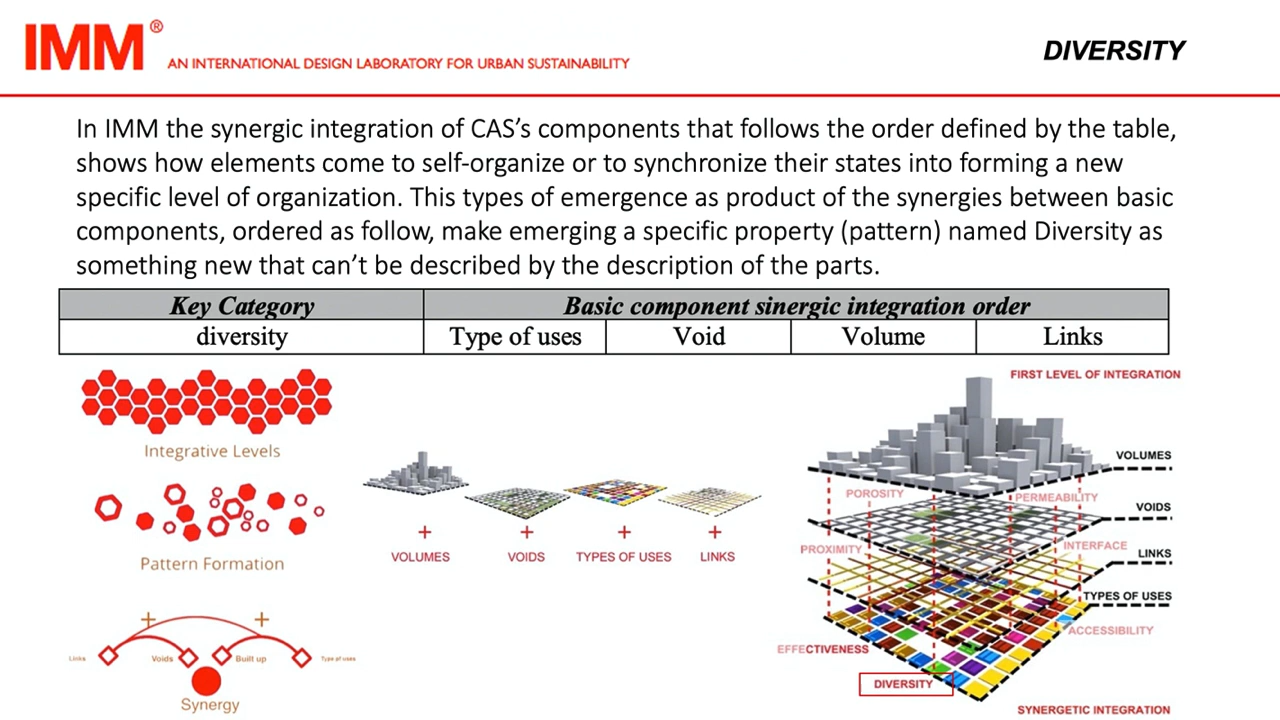 IMM®
AN INTERNATIONAL DESIGN LABORATORY FOR URBAN SUSTAINABILITY
DIVERSITY
In IMM the synergic integration of CAS’s components that follows the order defined by the table,
shows how elements come to self-organize or to synchronize their states into forming a new
specific level of organization. This types of emergence as product of the synergies between basic
components, ordered as follow, make emerging a specific property (pattern) named Diversity as
something new that can’t be described by the description of the parts.
Key Category Basic component sinergic integration order
diversity Type of uses Void Volume Links
Integrative Levels
Pattern Formation
+ +
Links Voids Built up Type of uses
Synergy
+ + + +
VOLUMES VOIDS TYPES OF USES LINKS
FIRST LEVEL OF INTEGRATION
VOLUMES
POROSITY PERMEABILITY
VOIDS
PROXIMITY INTERFACE
LINKS
TYPES OF USES
ACCESSIBILITY
EFFECTIVENESS
DIVERSITY
SYNERGETIC INTEGRATION